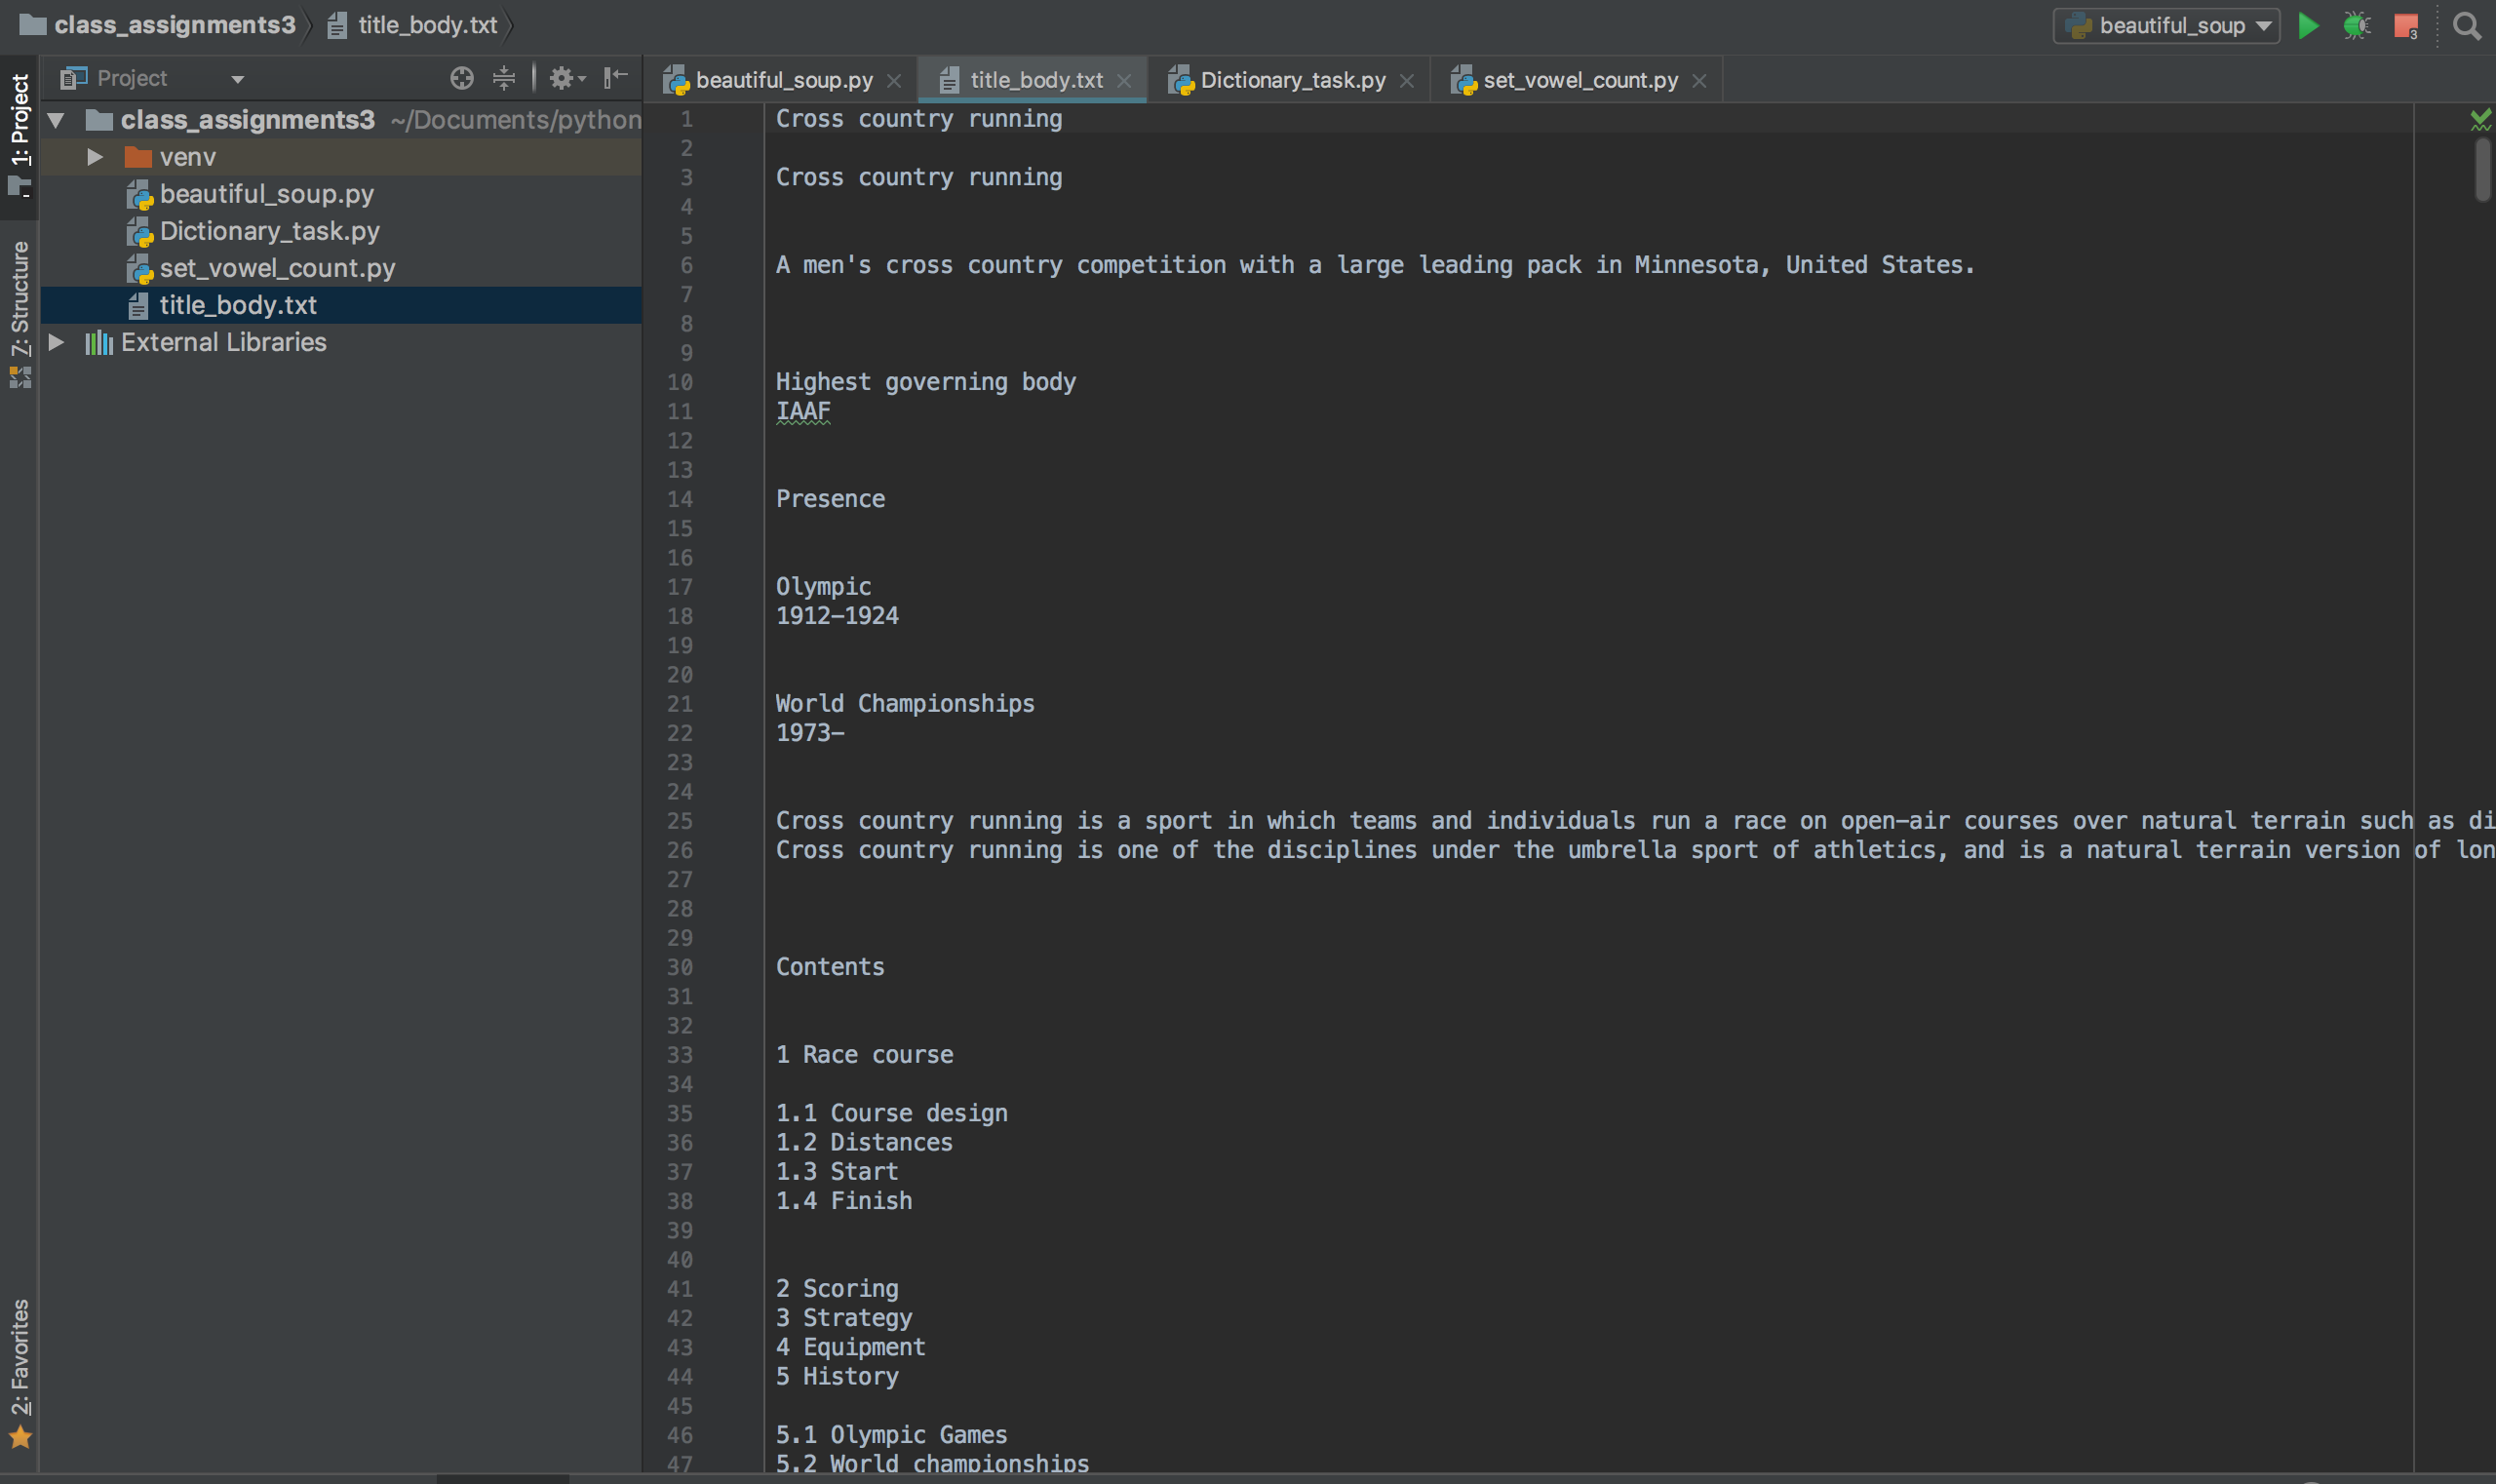 class_assignments3 title_body.txt
beautiful_soup
3
1: Project
7: Structure
2: Favorites
Project
class_assignments3 ~/Documents/python
venv
beautiful_soup.py
Dictionary_task.py
set_vowel_count.py
title_body.txt
External Libraries
beautiful_soup.py title_body.txt Dictionary_task.py set_vowel_count.py
1 Cross country running
2
3 Cross country running
4
5
6 A men's cross country competition with a large leading pack in Minnesota, United States.
7
8
9
10 Highest governing body
11 IAAF
12
13
14 Presence
15
16
17 Olympic
18 1912–1924
19
20
21 World Championships
22 1973–
23
24
25 Cross country running is a sport in which teams and individuals run a race on open-air courses over natural terrain such as di
26 Cross country running is one of the disciplines under the umbrella sport of athletics, and is a natural terrain version of lon
27
28
29
30 Contents
31
32
33 1 Race course
34
35 1.1 Course design
36 1.2 Distances
37 1.3 Start
38 1.4 Finish
39
40
41 2 Scoring
42 3 Strategy
43 4 Equipment
44 5 History
45
46 5.1 Olympic Games
47 5.2 World championships